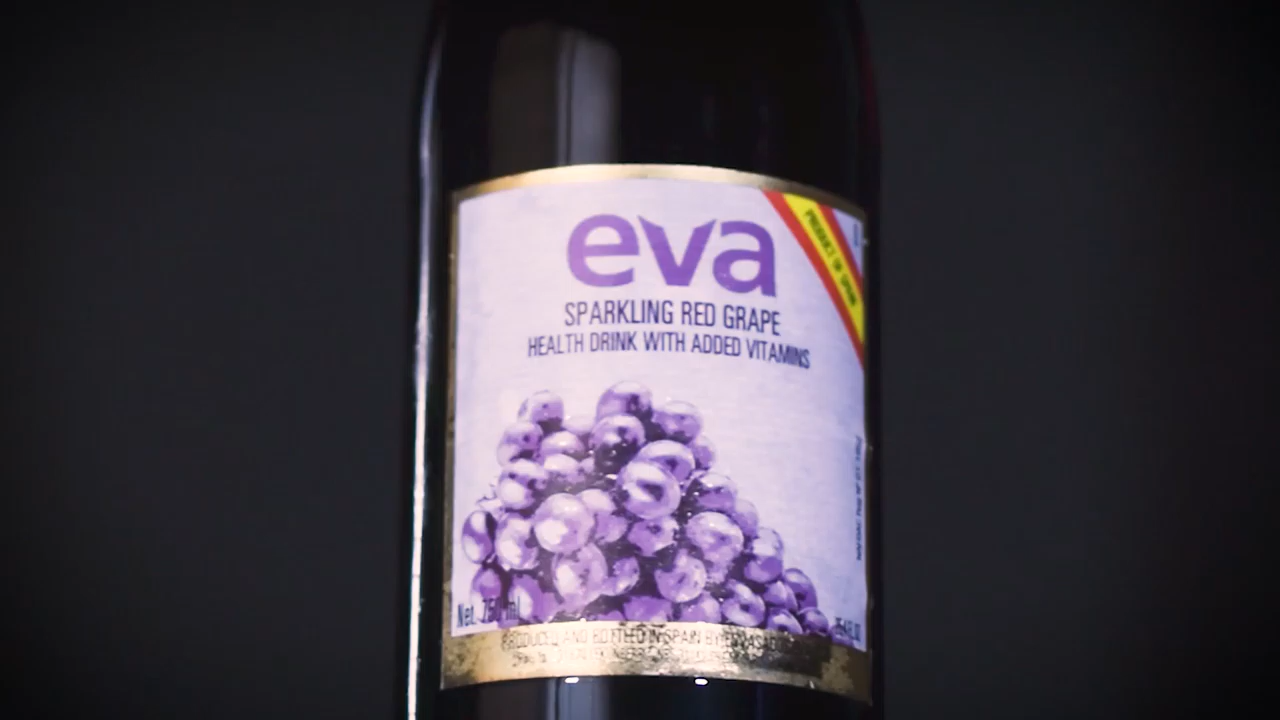 eva
PRODUCT OF SPAIN
SPARKLING RED GRAPE
HEALTH DRINK WITH ADDED VITAMINS
Net. 750 ml
PRODUCED AND BOTTLED IN SPAIN BY